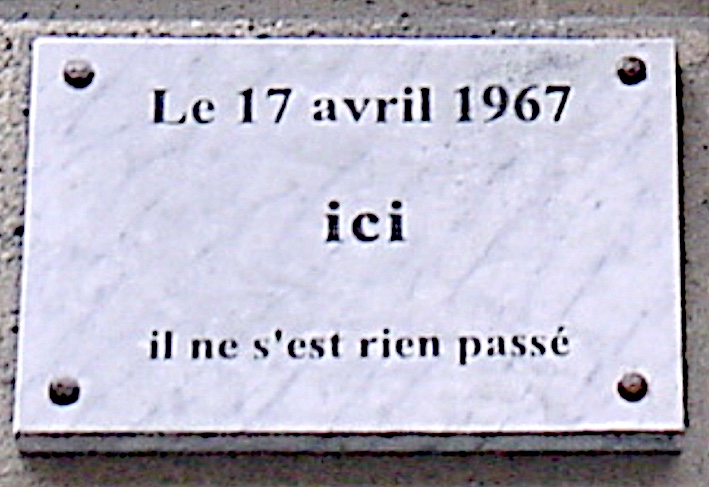 Le 17 avril 1967
ici
il ne s'est rien passé